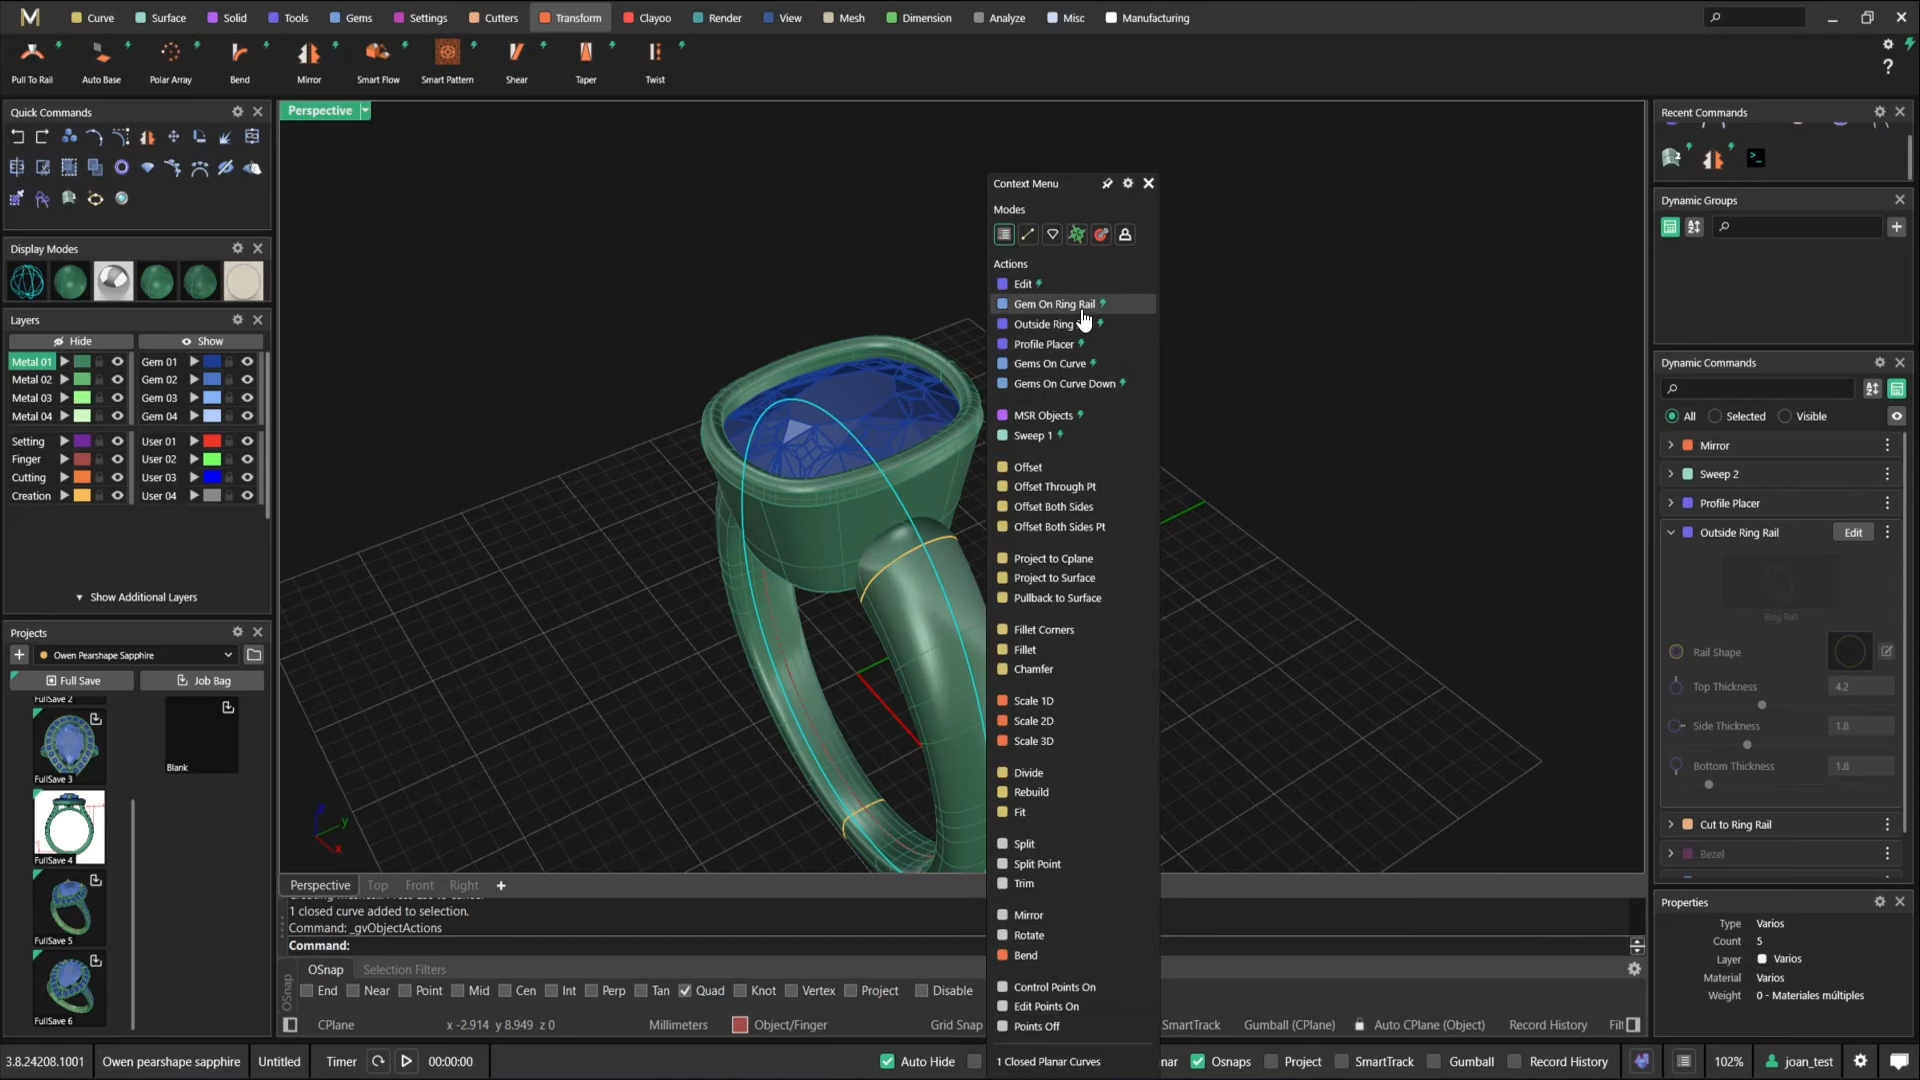 Curve Surface Solid Tools Gems Settings Cutters Transform Clayoo Render View Mesh Dimension Analyze Misc Manufacturing
Pull To Rail Auto Base Polar Array Bend Mirror Smart Flow Smart Pattern Shear Taper Twist
?
Quick Commands
Display Modes
Layers
Hide Show
Metal 01 Gem 01
Metal 02 Gem 02
Metal 03 Gem 03
Metal 04 Gem 04
Setting User 01
Finger User 02
Cutting User 03
Creation User 04
Show Additional Layers
Projects
Owen Pearshape Sapphire
Full Save Job Bag
FullSave 2
FullSave 3
Blank
FullSave 4
FullSave 5
FullSave 6
Perspective
Context Menu
Modes
Actions
Edit
Gem On Ring Rail
Outside Ring
Profile Placer
Gems On Curve
Gems On Curve Down
MSR Objects
Sweep 1
Offset
Offset Through Pt
Offset Both Sides
Offset Both Sides Pt
Project to Cplane
Project to Surface
Pullback to Surface
Fillet Corners
Fillet
Chamfer
Scale 1D
Scale 2D
Scale 3D
Divide
Rebuild
Fit
Split
Split Point
Trim
Mirror
Rotate
Bend
Control Points On
Edit Points On
Points Off
1 Closed Planar Curves
y
x
Perspective Top Front Right
1 closed curve added to selection.
Command: _gvObjectActions
Command:
OSnap Selection Filters
OSnap
End Near Point Mid Cen Int Perp Tan Quad Knot Vertex Project Disable
CPlane x -2.914 y 8.949 z 0 Millimeters Object/Finger Grid Snap SmartTrack Gumball (CPlane) Auto CPlane (Object) Record History
Recent Commands
Dynamic Groups
Dynamic Commands
All Selected Visible
Mirror
Sweep 2
Profile Placer
Outside Ring Rail Edit
Ring Rail
Rail Shape
Top Thickness 4.2
Side Thickness 1.8
Bottom Thickness 1.8
Cut to Ring Rail
Bezel
Properties
Type Varios
Count 5
Layer Varios
Material Varios
Weight 0 - Materiales múltiples
3.8.24208.1001 Owen pearshape sapphire Untitled Timer 00:00:00 Auto Hide nar Osnaps Project SmartTrack Gumball Record History 102% joan_test